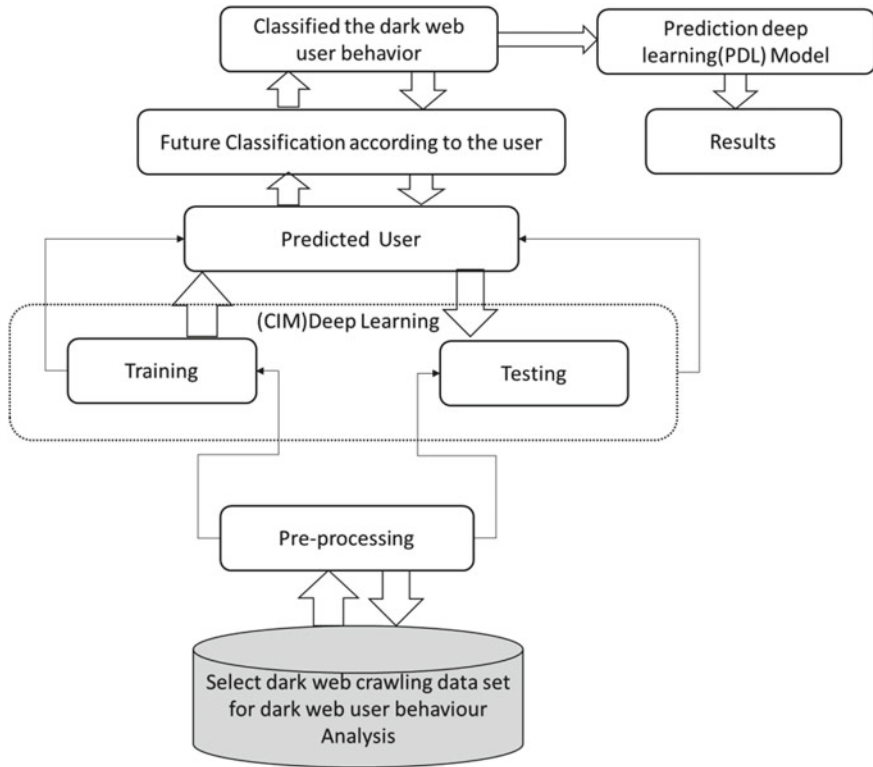 Classified the dark web
user behavior
Prediction deep
learning(PDL) Model
Future Classification according to the user
Results
Predicted User
(CIM)Deep Learning
Training
Testing
Pre-processing
Select dark web crawling data set
for dark web user behaviour
Analysis